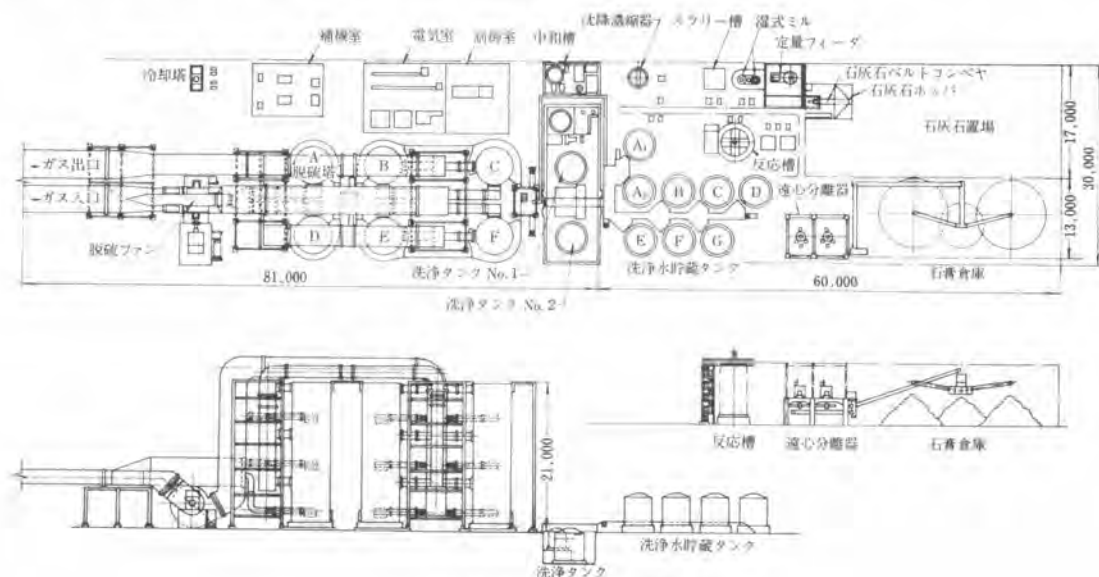 補機室
電気室
制御室
中和槽
沈降濃縮器
スラリー槽
湿式ミル
定量フィーダ
冷却塔
石灰石ベルトコンベヤ
石灰石ホッパ
石灰石置場
17,000
30,000
13,000
ガス出口
ガス入口
A
脱硫塔
B
C
D
E
F
A₁
反応槽
A₂
B
C
D
E
F
G
遠心分離器
脱硫ファン
洗浄タンク No.1
洗浄水貯蔵タンク
石膏倉庫
81,000
60,000
洗浄タンク No.2
21,000
反応槽
遠心分離器
石膏倉庫
洗浄水貯蔵タンク
洗浄タンク